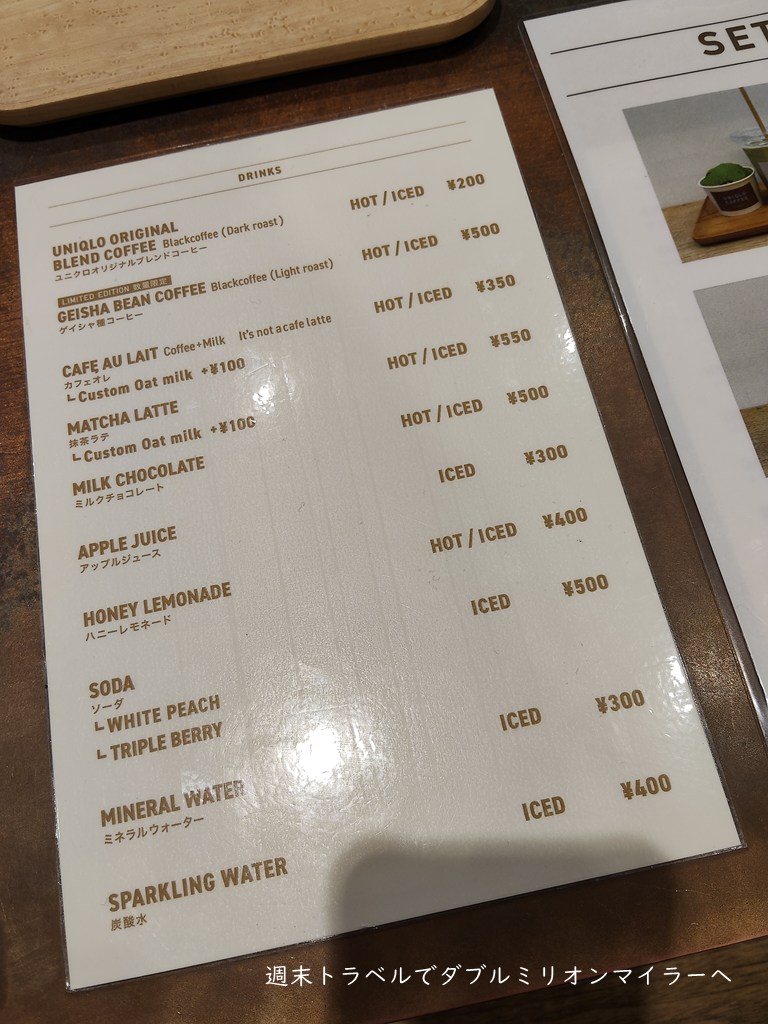 DRINKS
UNIQLO ORIGINAL
BLEND COFFEE Blackcoffee (Dark roast) HOT / ICED ¥200
ユニクロオリジナルブレンドコーヒー
LIMITED EDITION 数量限定
GEISHA BEAN COFFEE Blackcoffee (Light roast) HOT / ICED ¥500
ゲイシャ種コーヒー
CAFE AU LAIT Coffee+Milk It's not a cafe latte HOT / ICED ¥350
カフェオレ
└ Custom Oat milk +¥100
MATCHA LATTE HOT / ICED ¥550
抹茶ラテ
└ Custom Oat milk +¥100
MILK CHOCOLATE HOT / ICED ¥500
ミルクチョコレート
APPLE JUICE ICED ¥300
アップルジュース
HONEY LEMONADE HOT / ICED ¥400
ハニーレモネード
SODA ICED ¥500
ソーダ
└ WHITE PEACH
└ TRIPLE BERRY
MINERAL WATER ICED ¥300
ミネラルウォーター
SPARKLING WATER ICED ¥400
炭酸水
SET
週末トラベルでダブルミリオンマイラーへ